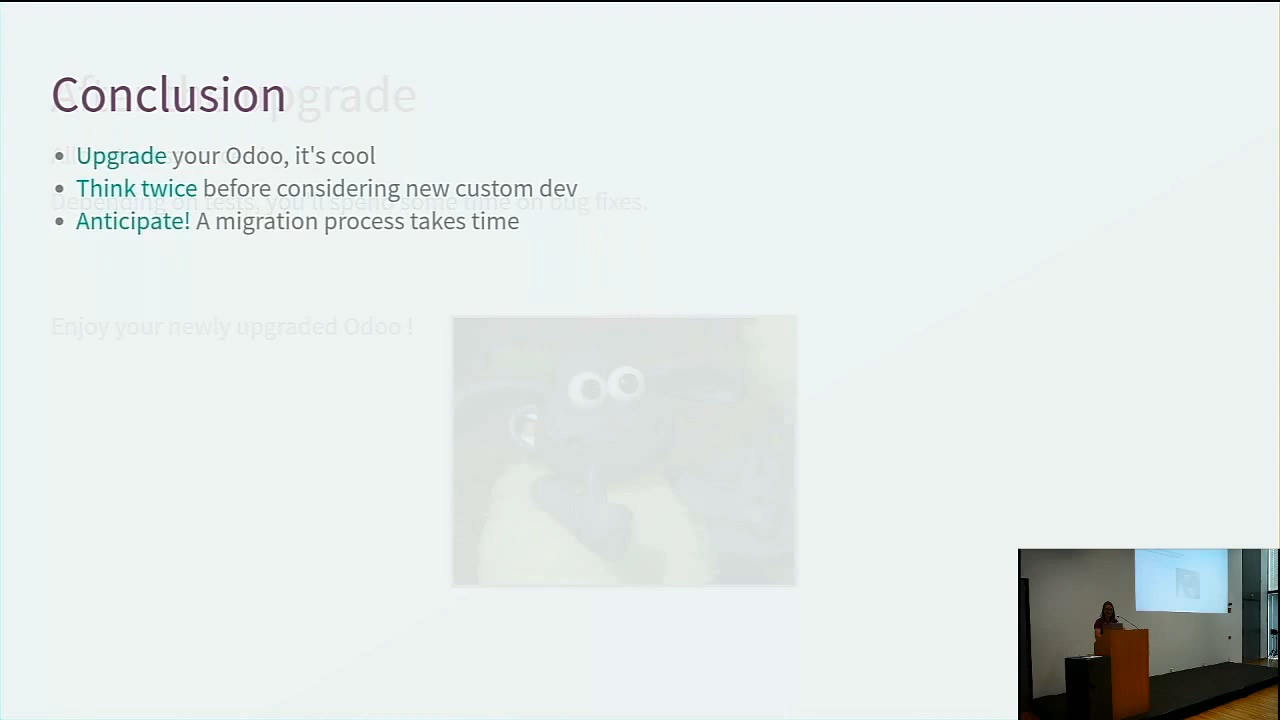 Conclusion
Upgrade your Odoo, it's cool
Think twice before considering new custom dev
Anticipate! A migration process takes time
Depending on tests, you'll spend some time on bug fixes.
Enjoy your newly upgraded Odoo !